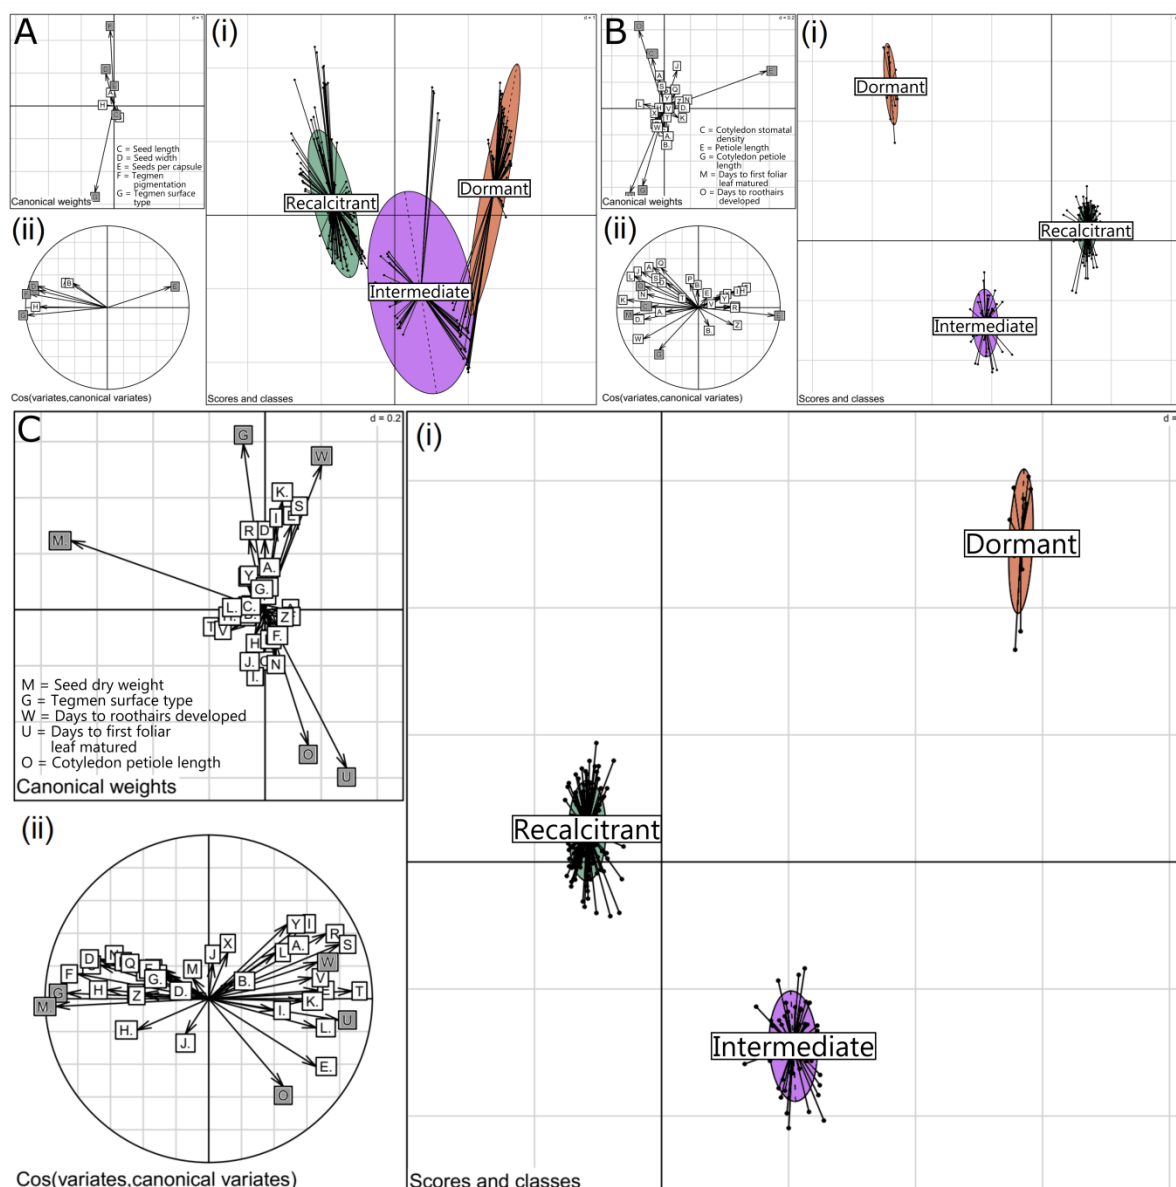 A
d = 1
R
D
E
A
H
G
C = Seed length
D = Seed width
E = Seeds per capsule
F = Tegmen
pigmentation
G = Tegmen surface
type
Canonical weights
(i)
d = 1
Recalcitrant
Dormant
Intermediate
Scores and classes
(ii)
B
H
E
Cos(variates,canonical variates)
B
d = 0.2
J
A
S
Q
Y
Z
N
L
H
V
D.
X
T
K
W
A.
B.
E
C = Cotyledon stomatal
density
E = Petiole length
G = Cotyledon petiole
length
M = Days to first foliar
leaf matured
O = Days to roothairs
developed
Canonical weights
(i)
Dormant
Recalcitrant
Intermediate
Scores and classes
(ii)
Q
A
J
L
S
P
B
N
T
E
Y
I
H
K
V
R
M
A.
D.
B.
Z
W
G
E
Cos(variates,canonical variates)
C
d = 0.2
G
W
K.
S
I
R
D
A.
Y
G.
L.
C.
Z
T
V
H
F.
J.
N
I.
M.
O
U
M = Seed dry weight
G = Tegmen surface type
W = Days to roothairs developed
U = Days to first foliar
leaf matured
O = Cotyledon petiole length
Canonical weights
(i)
d =
Dormant
Recalcitrant
Intermediate
Scores and classes
(ii)
Y
I
R
X
A.
S
L
J
D
Q
M
W
F
G.
B.
V
G
H
Z
D.
T
M.
K.
I.
H.
L.
U
J.
E.
O
Cos(variates,canonical variates)